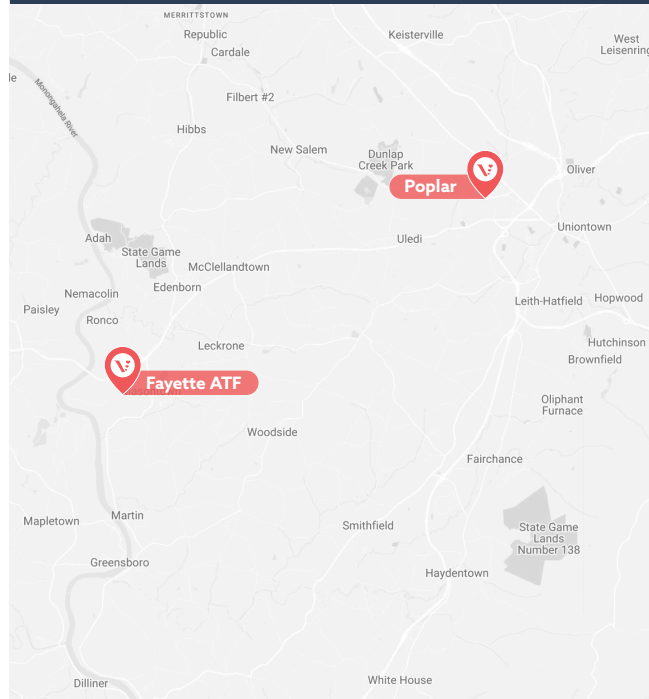 MERRITTSTOWN
Republic
Keisterville
West
Leisenring
Cardale
le
Monongahela River
Filbert #2
Hibbs
New Salem
Dunlap
Creek Park
Oliver
Poplar
Uniontown
Adah
Uledi
State Game
Lands
McClellandtown
Edenborn
Nemacolin
Leith-Hatfield
Hopwood
Paisley
Ronco
Hutchinson
Leckrone
Brownfield
Fayette ATF
Oliphant
Furnace
Woodside
Fairchance
Mapletown
Martin
Smithfield
State Game
Lands
Number 138
Greensboro
Haydentown
Dilliner
White House